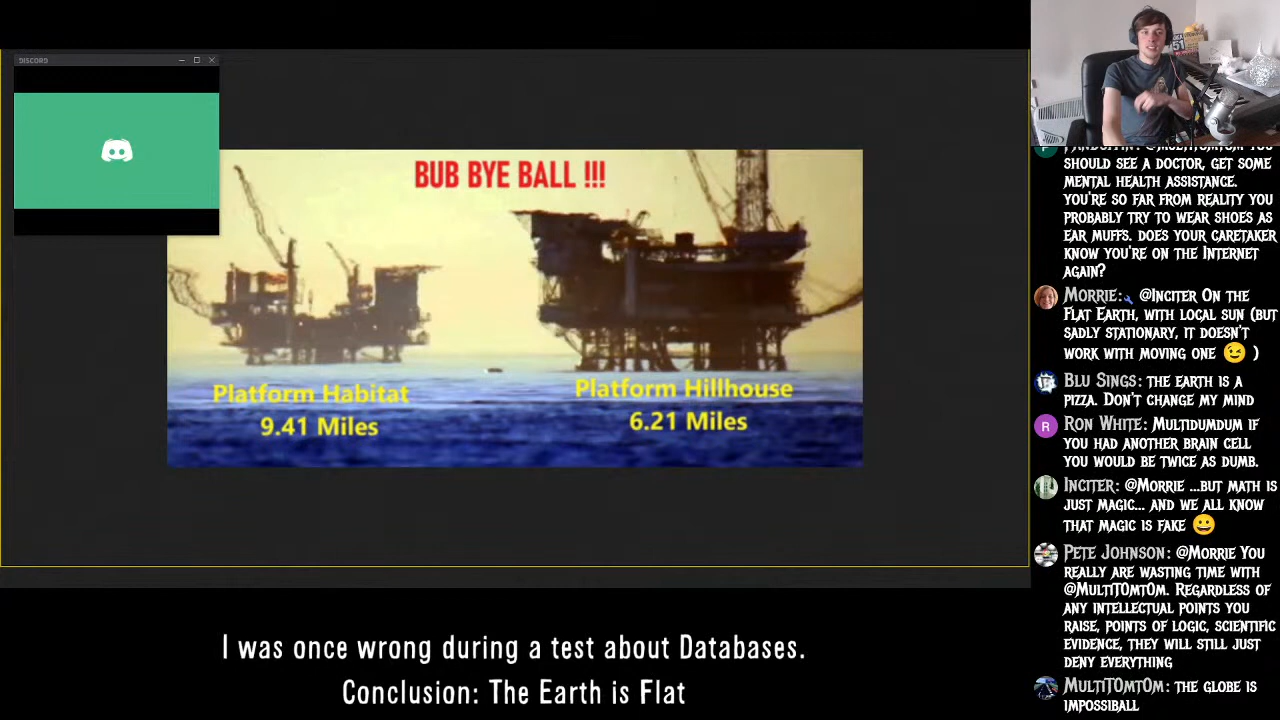 DISCORD
BUB BYE BALL !!!
Platform Habitat
9.41 Miles
Platform Hillhouse
6.21 Miles
I was once wrong during a test about Databases.
Conclusion: The Earth is Flat
51
SHOULD SEE A DOCTOR, GET SOME
MENTAL HEALTH ASSISTANCE.
YOU'RE SO FAR FROM REALITY YOU
PROBABLY TRY TO WEAR SHOES AS
EAR MUFFS. DOES YOUR CARETAKER
KNOW YOU'RE ON THE INTERNET
AGAIN?
MORRIE: @INCITER ON THE
FLAT EARTH, WITH LOCAL SUN (BUT
SADLY STATIONARY, IT DOESN'T
WORK WITH MOVING ONE 😉 )
BLU SINGS: THE EARTH IS A
PIZZA. DON'T CHANGE MY MIND
R
RON WHITE: MULTIDUMDUM IF
YOU HAD ANOTHER BRAIN CELL
YOU WOULD BE TWICE AS DUMB.
INCITER: @MORRIE ...BUT MATH IS
JUST MAGIC... AND WE ALL KNOW
THAT MAGIC IS FAKE 😀
PETE JOHNSON: @MORRIE YOU
REALLY ARE WASTING TIME WITH
@MULTITOMTOM. REGARDLESS OF
ANY INTELLECTUAL POINTS YOU
RAISE, POINTS OF LOGIC, SCIENTIFIC
EVIDENCE, THEY WILL STILL JUST
DENY EVERYTHING
MULTITOMTOM: THE GLOBE IS
IMPOSSIBALL